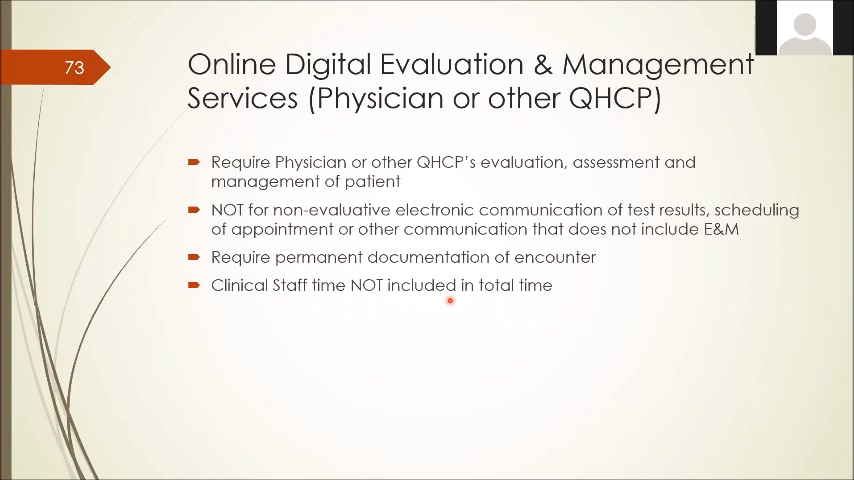 73
Online Digital Evaluation & Management
Services (Physician or other QHCP)
Require Physician or other QHCP's evaluation, assessment and
management of patient
NOT for non-evaluative electronic communication of test results, scheduling
of appointment or other communication that does not include E&M
Require permanent documentation of encounter
Clinical Staff time NOT included in total time